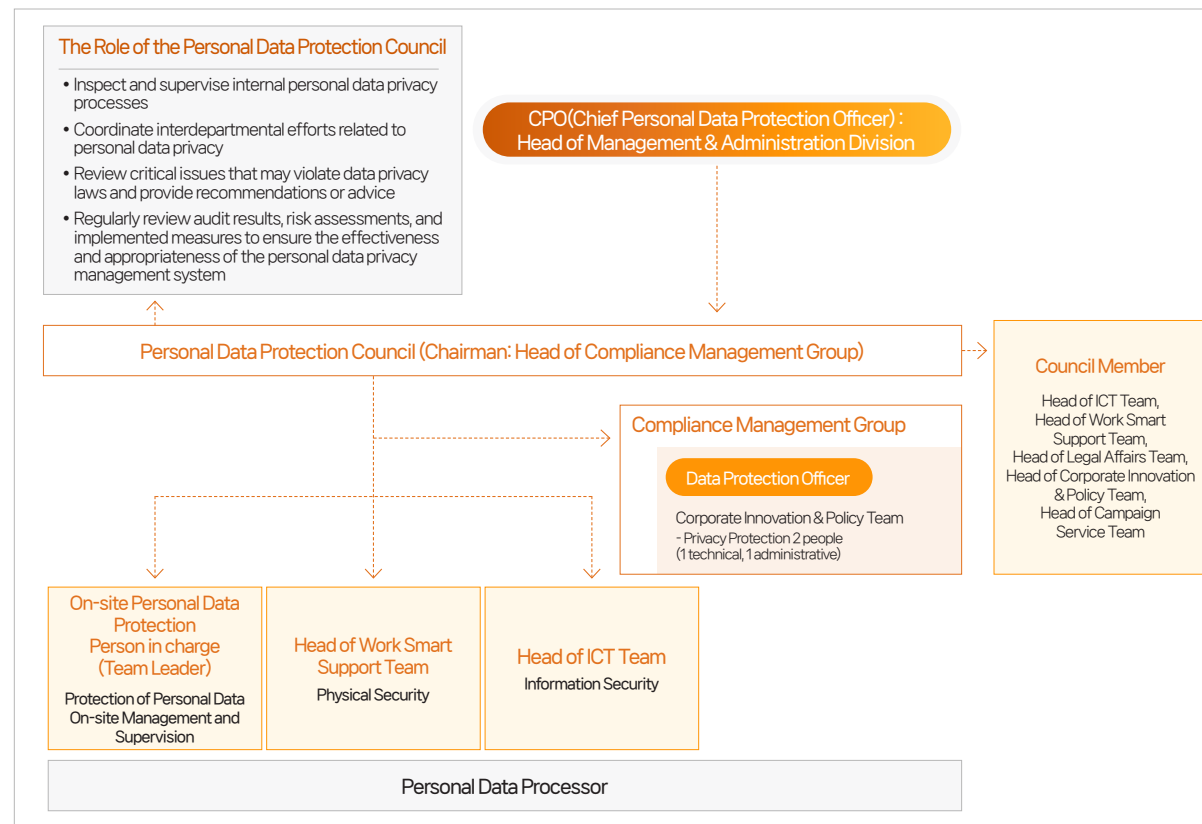 The Role of the Personal Data Protection Council
• Inspect and supervise internal personal data privacy
processes
• Coordinate interdepartmental efforts related to
personal data privacy
• Review critical issues that may violate data privacy
laws and provide recommendations or advice
• Regularly review audit results, risk assessments, and
implemented measures to ensure the effectiveness
and appropriateness of the personal data privacy
management system
CPO(Chief Personal Data Protection Officer) :
Head of Management & Administration Division
Personal Data Protection Council (Chairman: Head of Compliance Management Group)
Council Member
Head of ICT Team,
Head of Work Smart
Support Team,
Head of Legal Affairs Team,
Head of Corporate Innovation
& Policy Team,
Head of Campaign
Service Team
Compliance Management Group
Data Protection Officer
Corporate Innovation & Policy Team
- Privacy Protection 2 people
(1 technical, 1 administrative)
On-site Personal Data
Protection
Person in charge
(Team Leader)
Protection of Personal Data
On-site Management and
Supervision
Head of Work Smart
Support Team
Physical Security
Head of ICT Team
Information Security
Personal Data Processor